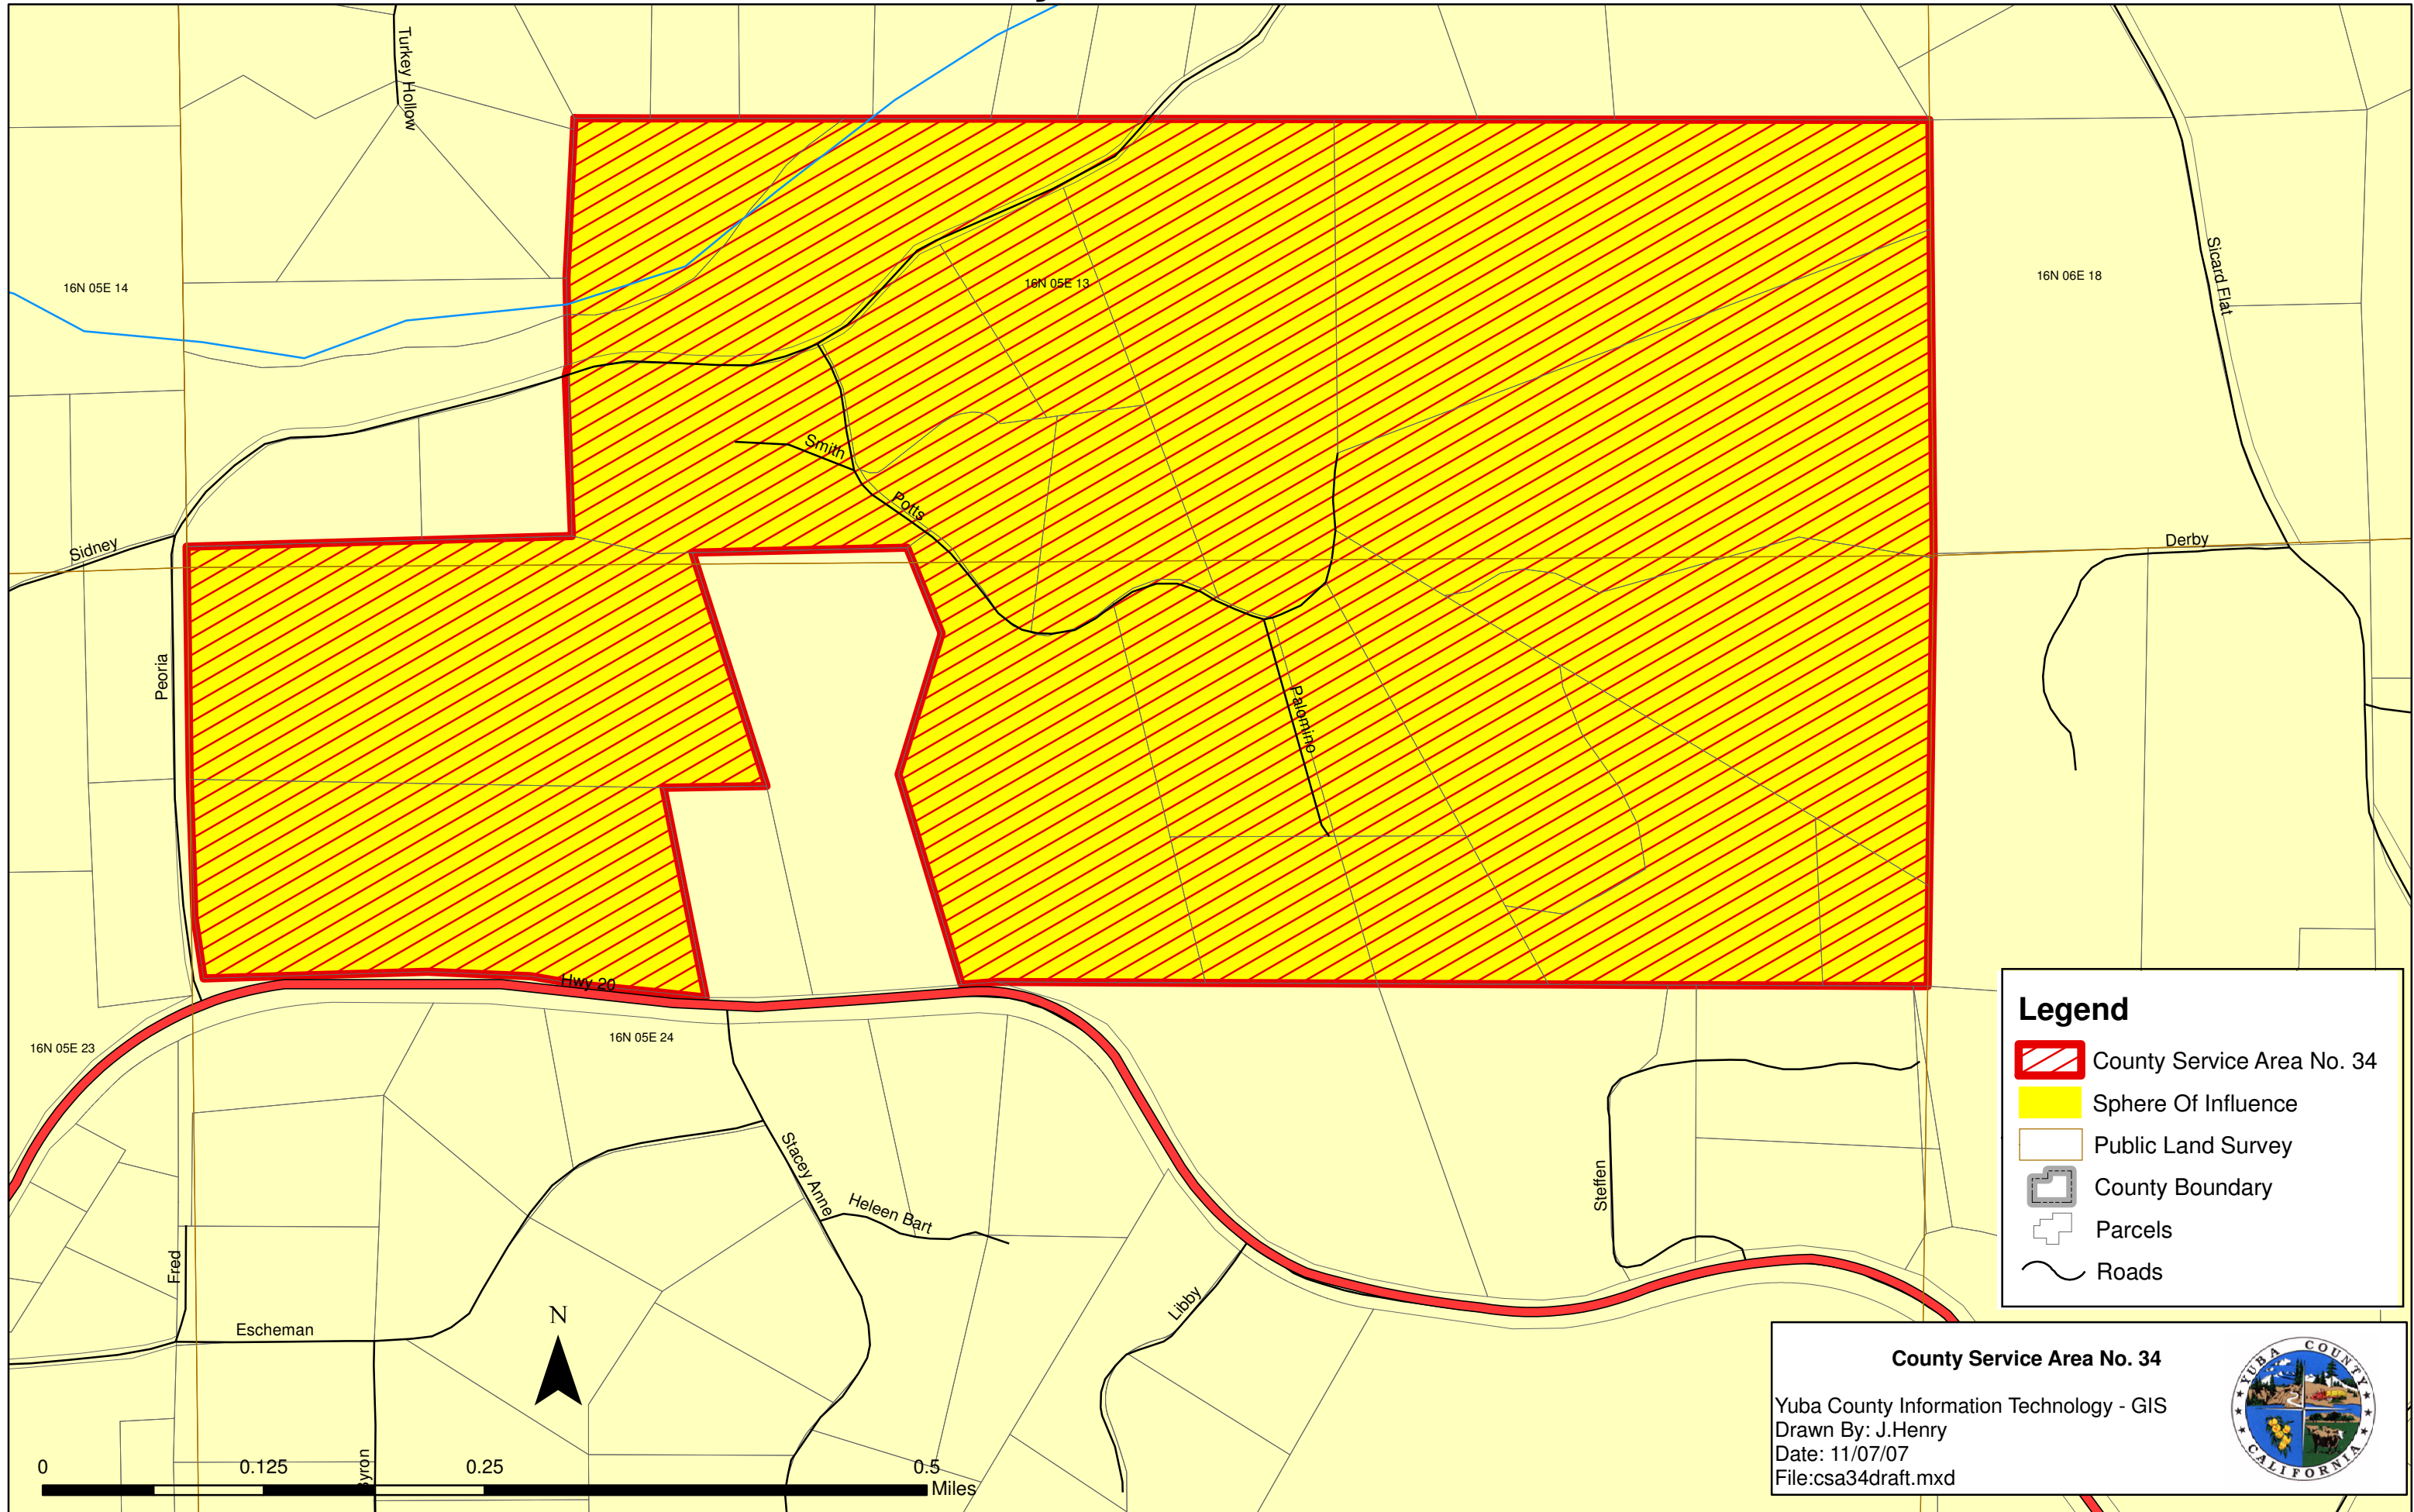 Turkey Hollow
16N 05E 14
16N 05E 13
16N 06E 18
Sicard Flat
Smith
Potts
Sidney
Derby
Peoria
Palomino
Hwy 20
16N 05E 23
16N 05E 24
Stacey Anne
Heleen Bart
Steffen
Fred
Libby
Escheman
N
0
0.125
0.25
0.5
Miles
Legend
County Service Area No. 34
Sphere Of Influence
Public Land Survey
County Boundary
Parcels
Roads
County Service Area No. 34
Yuba County Information Technology - GIS
Drawn By: J.Henry
Date: 11/07/07
File:csa34draft.mxd
YUBA COUNTY
CALIFORNIA